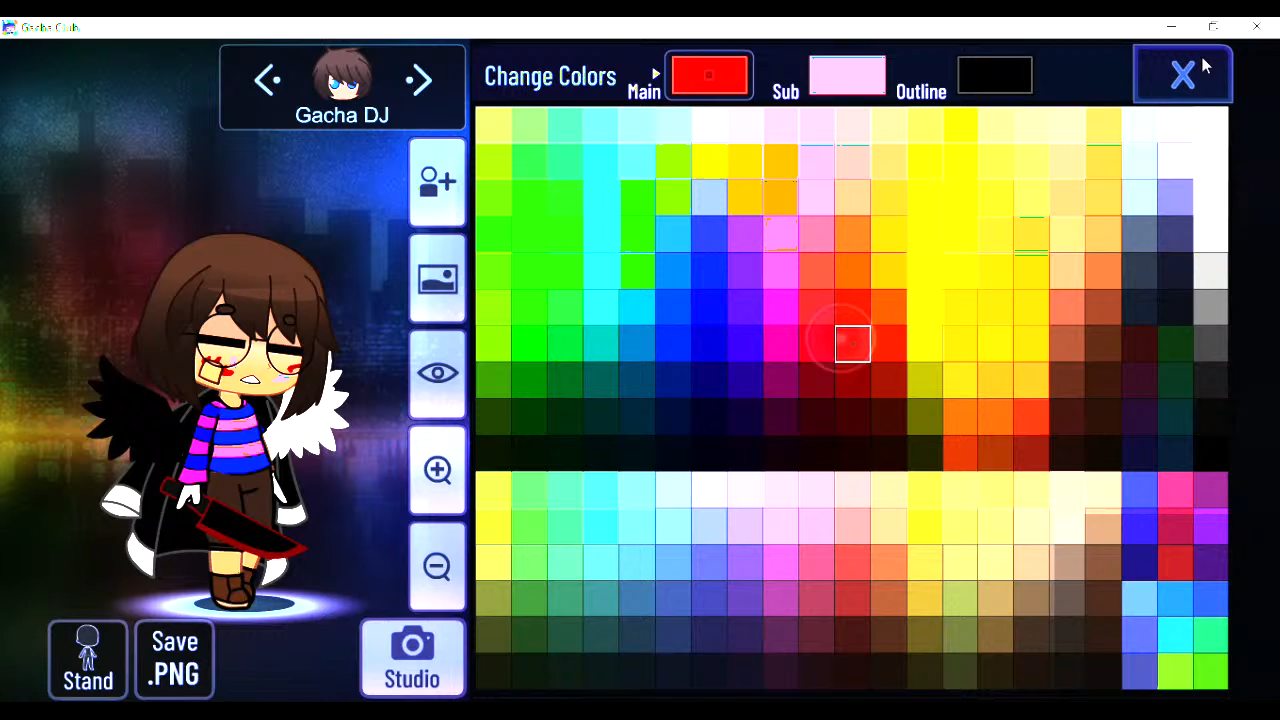 Gacha Club
Gacha DJ
Change Colors
Main
Sub
Outline
X
Stand
Save
.PNG
Studio